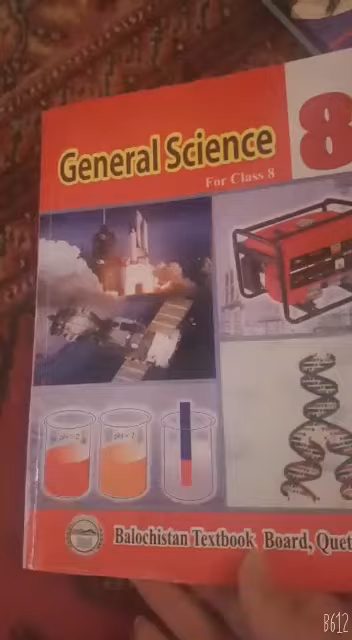 General Science
8
For Class 8
Balochistan Textbook Board, Quet
B612